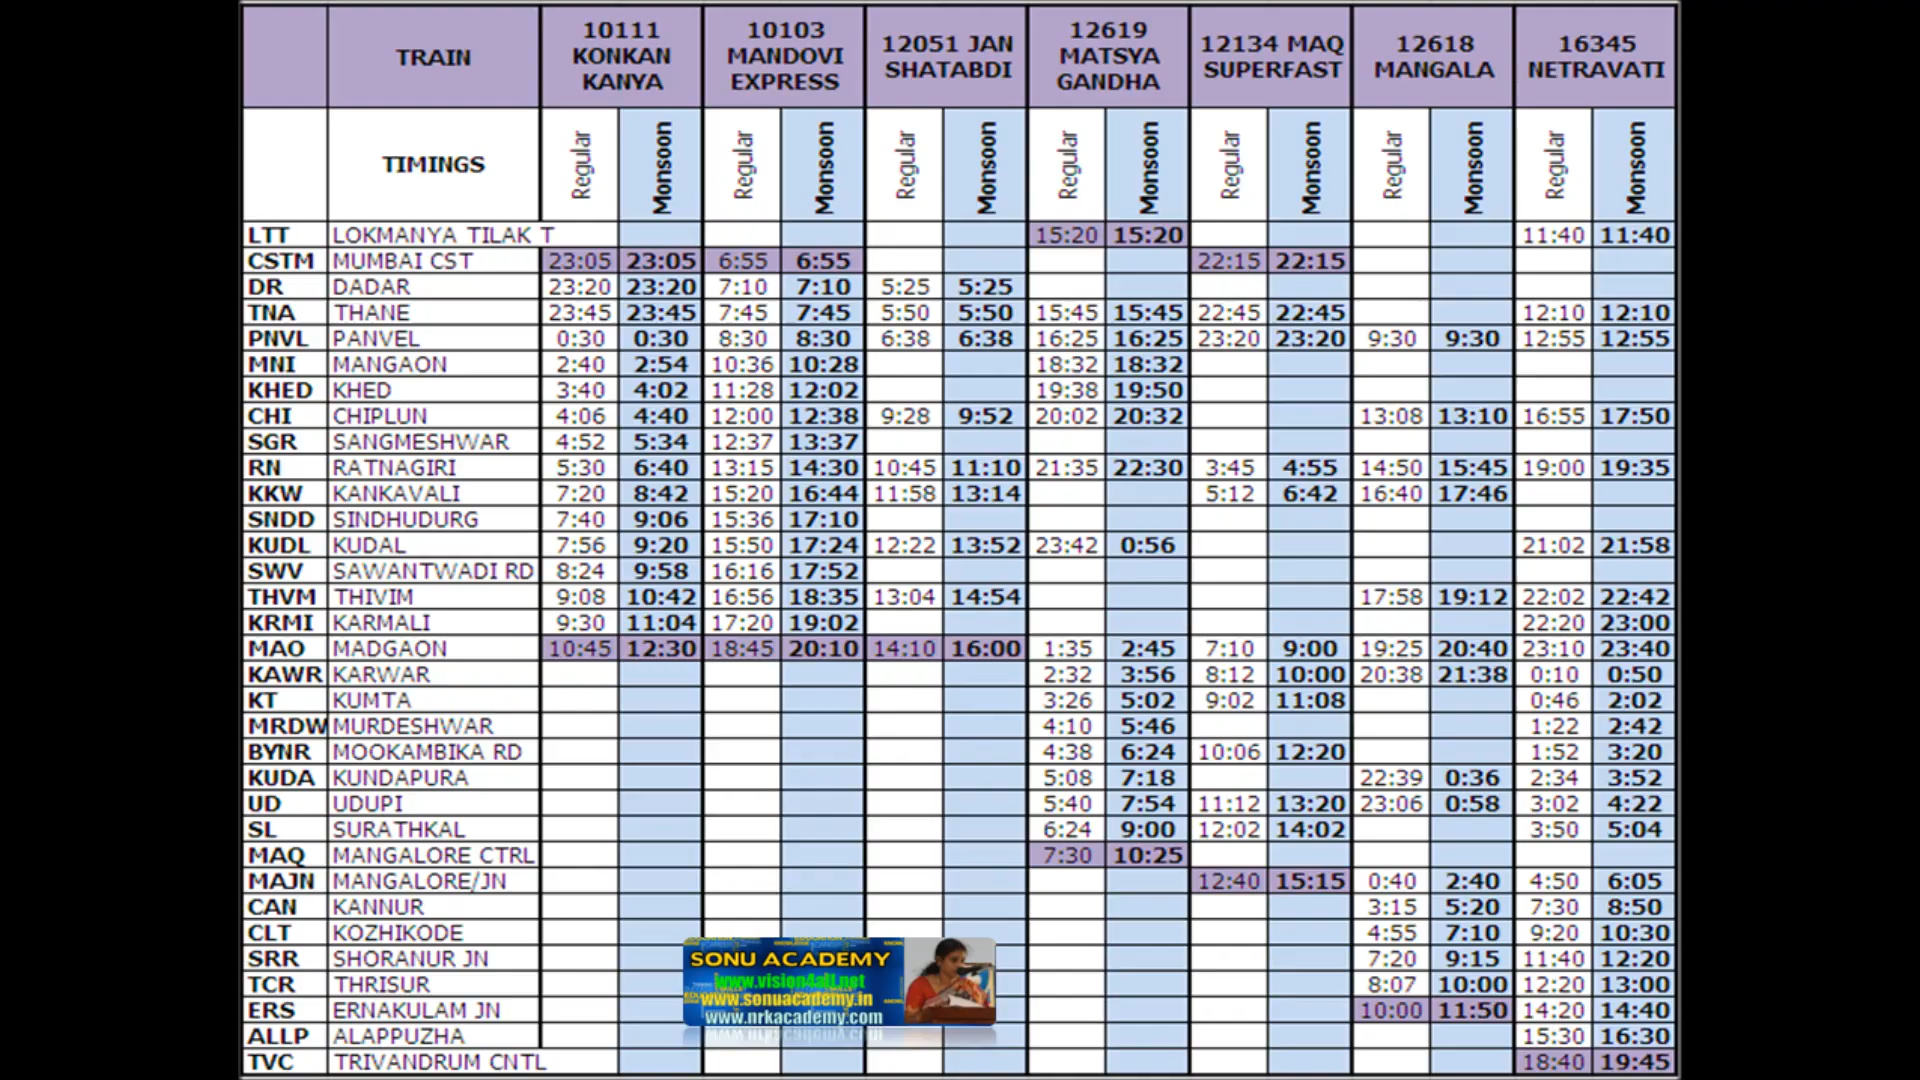 TRAIN 10111 KONKAN KANYA 10103 MANDOVI EXPRESS 12051 JAN SHATABDI 12619 MATSYA GANDHA 12134 MAQ SUPERFAST 12618 MANGALA 16345 NETRAVATI
TIMINGS Regular Monsoon Regular Monsoon Regular Monsoon Regular Monsoon Regular Monsoon Regular Monsoon Regular Monsoon
LTT LOKMANYA TILAK T 15:20 15:20 11:40 11:40
CSTM MUMBAI CST 23:05 23:05 6:55 6:55 22:15 22:15
DR DADAR 23:20 23:20 7:10 7:10 5:25 5:25
TNA THANE 23:45 23:45 7:45 7:45 5:50 5:50 15:45 15:45 22:45 22:45 12:10 12:10
PNVL PANVEL 0:30 0:30 8:30 8:30 6:38 6:38 16:25 16:25 23:20 23:20 9:30 9:30 12:55 12:55
MNI MANGAON 2:40 2:54 10:36 10:28 18:32 18:32
KHED KHED 3:40 4:02 11:28 12:02 19:38 19:50
CHI CHIPLUN 4:06 4:40 12:00 12:38 9:28 9:52 20:02 20:32 13:08 13:10 16:55 17:50
SGR SANGMESHWAR 4:52 5:34 12:37 13:37
RN RATNAGIRI 5:30 6:40 13:15 14:30 10:45 11:10 21:35 22:30 3:45 4:55 14:50 15:45 19:00 19:35
KKW KANKAVALI 7:20 8:42 15:20 16:44 11:58 13:14 5:12 6:42 16:40 17:46
SNDD SINDHUDURG 7:40 9:06 15:36 17:10
KUDL KUDAL 7:56 9:20 15:50 17:24 12:22 13:52 23:42 0:56 21:02 21:58
SWV SAWANTWADI RD 8:24 9:58 16:16 17:52
THVM THIVIM 9:08 10:42 16:56 18:35 13:04 14:54 17:58 19:12 22:02 22:42
KRMI KARMALI 9:30 11:04 17:20 19:02 22:20 23:00
MAO MADGAON 10:45 12:30 18:45 20:10 14:10 16:00 1:35 2:45 7:10 9:00 19:25 20:40 23:10 23:40
KAWR KARWAR 2:32 3:56 8:12 10:00 20:38 21:38 0:10 0:50
KT KUMTA 3:26 5:02 9:02 11:08 0:46 2:02
MRDW MURDESHWAR 4:10 5:46 1:22 2:42
BYNR MOOKAMBIKA RD 4:38 6:24 10:06 12:20 1:52 3:20
KUDA KUNDAPURA 5:08 7:18 22:39 0:36 2:34 3:52
UD UDUPI 5:40 7:54 11:12 13:20 23:06 0:58 3:02 4:22
SL SURATHKAL 6:24 9:00 12:02 14:02 3:50 5:04
MAQ MANGALORE CTRL 7:30 10:25
MAJN MANGALORE/JN 12:40 15:15 0:40 2:40 4:50 6:05
CAN KANNUR 3:15 5:20 7:30 8:50
CLT KOZHIKODE 4:55 7:10 9:20 10:30
SRR SHORANUR JN 7:20 9:15 11:40 12:20
TCR THRISUR 8:07 10:00 12:20 13:00
ERS ERNAKULAM JN 10:00 11:50 14:20 14:40
ALLP ALAPPUZHA 15:30 16:30
TVC TRIVANDRUM CNTL 18:40 19:45
SONU ACADEMY
www.vision4all.net
www.sonuacademy.in
www.nrkacademy.com